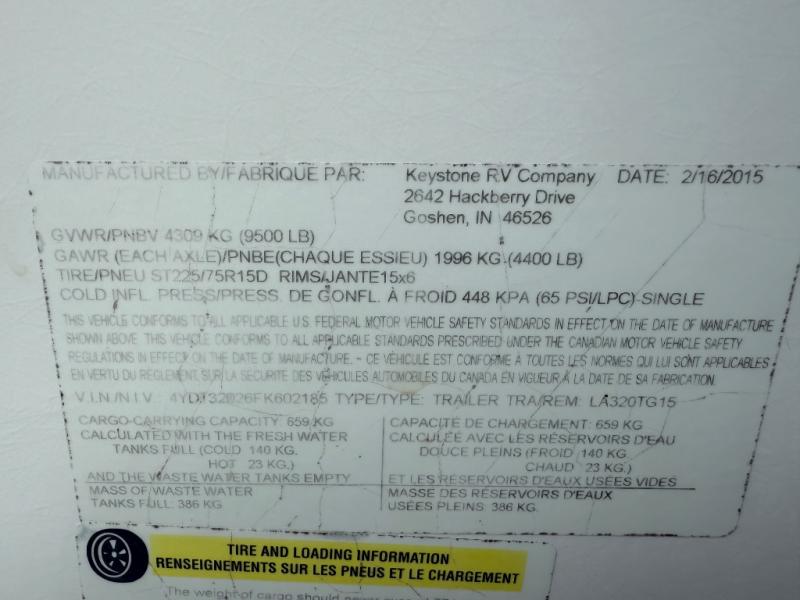 MANUFACTURED BY/FABRIQUE PAR: Keystone RV Company DATE: 2/16/2015
2642 Hackberry Drive
Goshen, IN 46526
GVWR/PNBV 4309 KG (9500 LB)
GAWR (EACH AXLE)/PNBE(CHAQUE ESSIEU) 1996 KG (4400 LB)
TIRE/PNEU ST225/75R15D RIMS/JANTE15x6
COLD INFL. PRESS/PRESS. DE GONFL. À FROID 448 KPA (65 PSI/LPC)-SINGLE
THIS VEHICLE CONFORMS TO ALL APPLICABLE U.S. FEDERAL MOTOR VEHICLE SAFETY STANDARDS IN EFFECT ON THE DATE OF MANUFACTURE
SHOWN ABOVE THIS VEHICLE CONFORMS TO ALL APPLICABLE STANDARDS PRESCRIBED UNDER THE CANADIAN MOTOR VEHICLE SAFETY
REGULATIONS IN EFFECT ON THE DATE OF MANUFACTURE. - CE VÉHICULE EST CONFORME À TOUTES LES NORMES QUI LUI SONT APPLICABLES
EN VERTU DU RÈGLEMENT SUR LA SÉCURITÉ DES VÉHICULES AUTOMOBILES DU CANADA EN VIGUEUR À LA DATE DE SA FABRICATION.
V.I.N/N.I.V.: TYPE/TYPE: TRAILER TRA/REM: LA320TG15
CARGO-CARRYING CAPACITY: 659 KG
CALCULATED WITH THE FRESH WATER
TANKS FULL (COLD 140 KG.
HOT 23 KG.)
AND THE WASTE WATER TANKS EMPTY
MASS OF WASTE WATER
TANKS FULL: 386 KG
CAPACITÉ DE CHARGEMENT: 659 KG
CALCULÉE AVEC LES RÉSERVOIRS D'EAU
DOUCE PLEINS (FROID 140 KG.
CHAUD 23 KG.)
ET LES RÉSERVOIRS D'EAUX USÉES VIDES
MASSE DES RÉSERVOIRS D'EAUX
USÉES PLEINS: 386 KG.
TIRE AND LOADING INFORMATION
RENSEIGNEMENTS SUR LES PNEUS ET LE CHARGEMENT
The weight of cargo should never